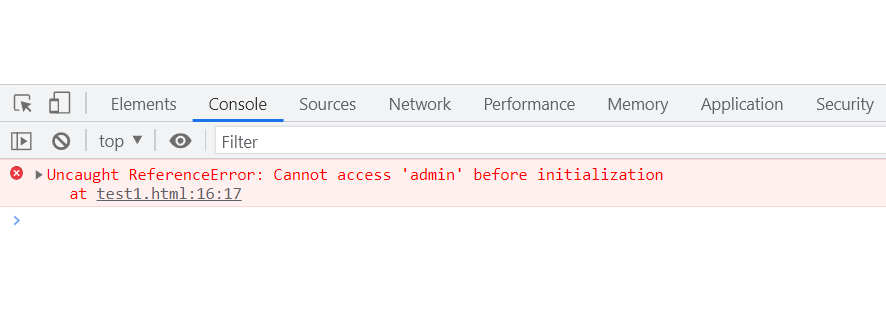 Elements Console Sources Network Performance Memory Application Security
top Filter
Uncaught ReferenceError: Cannot access 'admin' before initialization
at test1.html:16:17